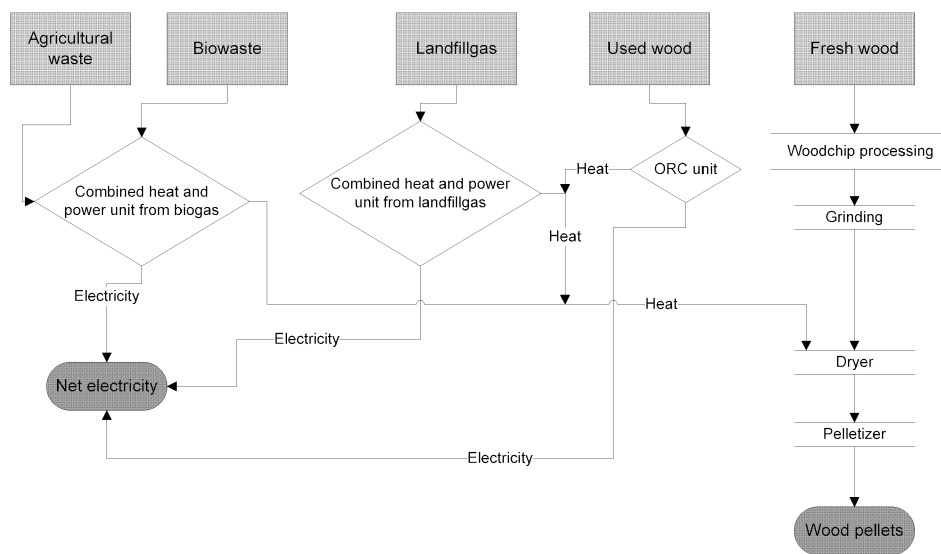 Agricultural
waste
Biowaste
Landfillgas
Used wood
Fresh wood
Woodchip processing
Combined heat and
power unit from biogas
Combined heat and power
unit from landfillgas
Heat
ORC unit
Grinding
Heat
Electricity
Heat
Electricity
Dryer
Net electricity
Pelletizer
Electricity
Wood pellets